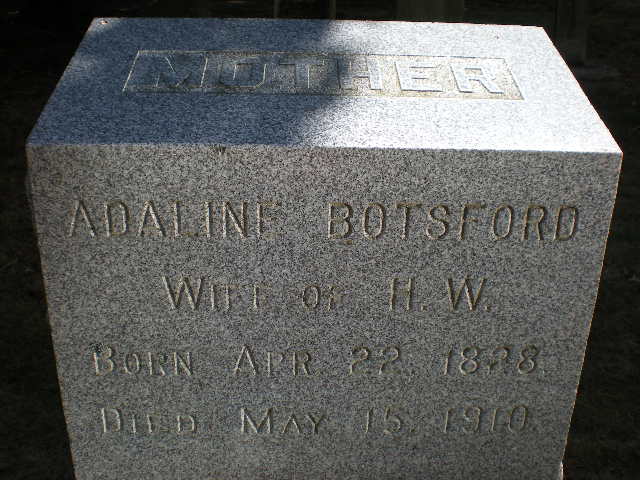 MOTHER
ADALINE BOTSFORD
WIFE OF H. W.
BORN APR 22. 1828.
DIED MAY 15. 1910.